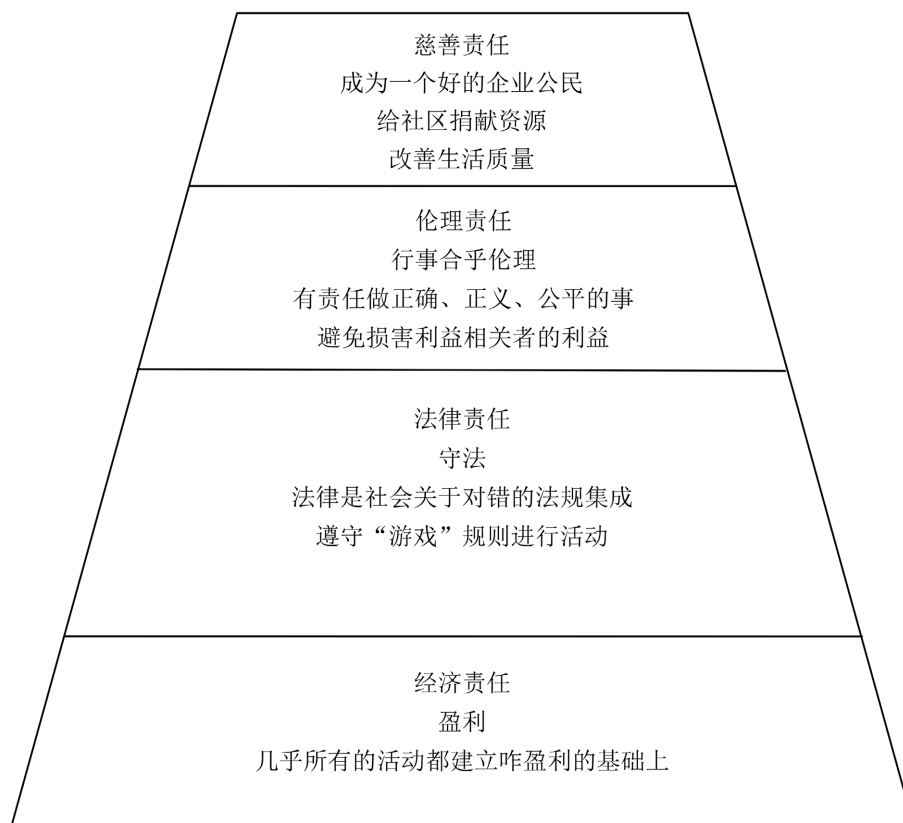 慈善责任
成为一个好的企业公民
给社区捐献资源
改善生活质量
伦理责任
行事合乎伦理
有责任做正确、正义、公平的事
避免损害利益相关者的利益
法律责任
守法
法律是社会关于对错的法规集成
遵守“游戏”规则进行活动
经济责任
盈利
几乎所有的活动都建立咋盈利的基础上